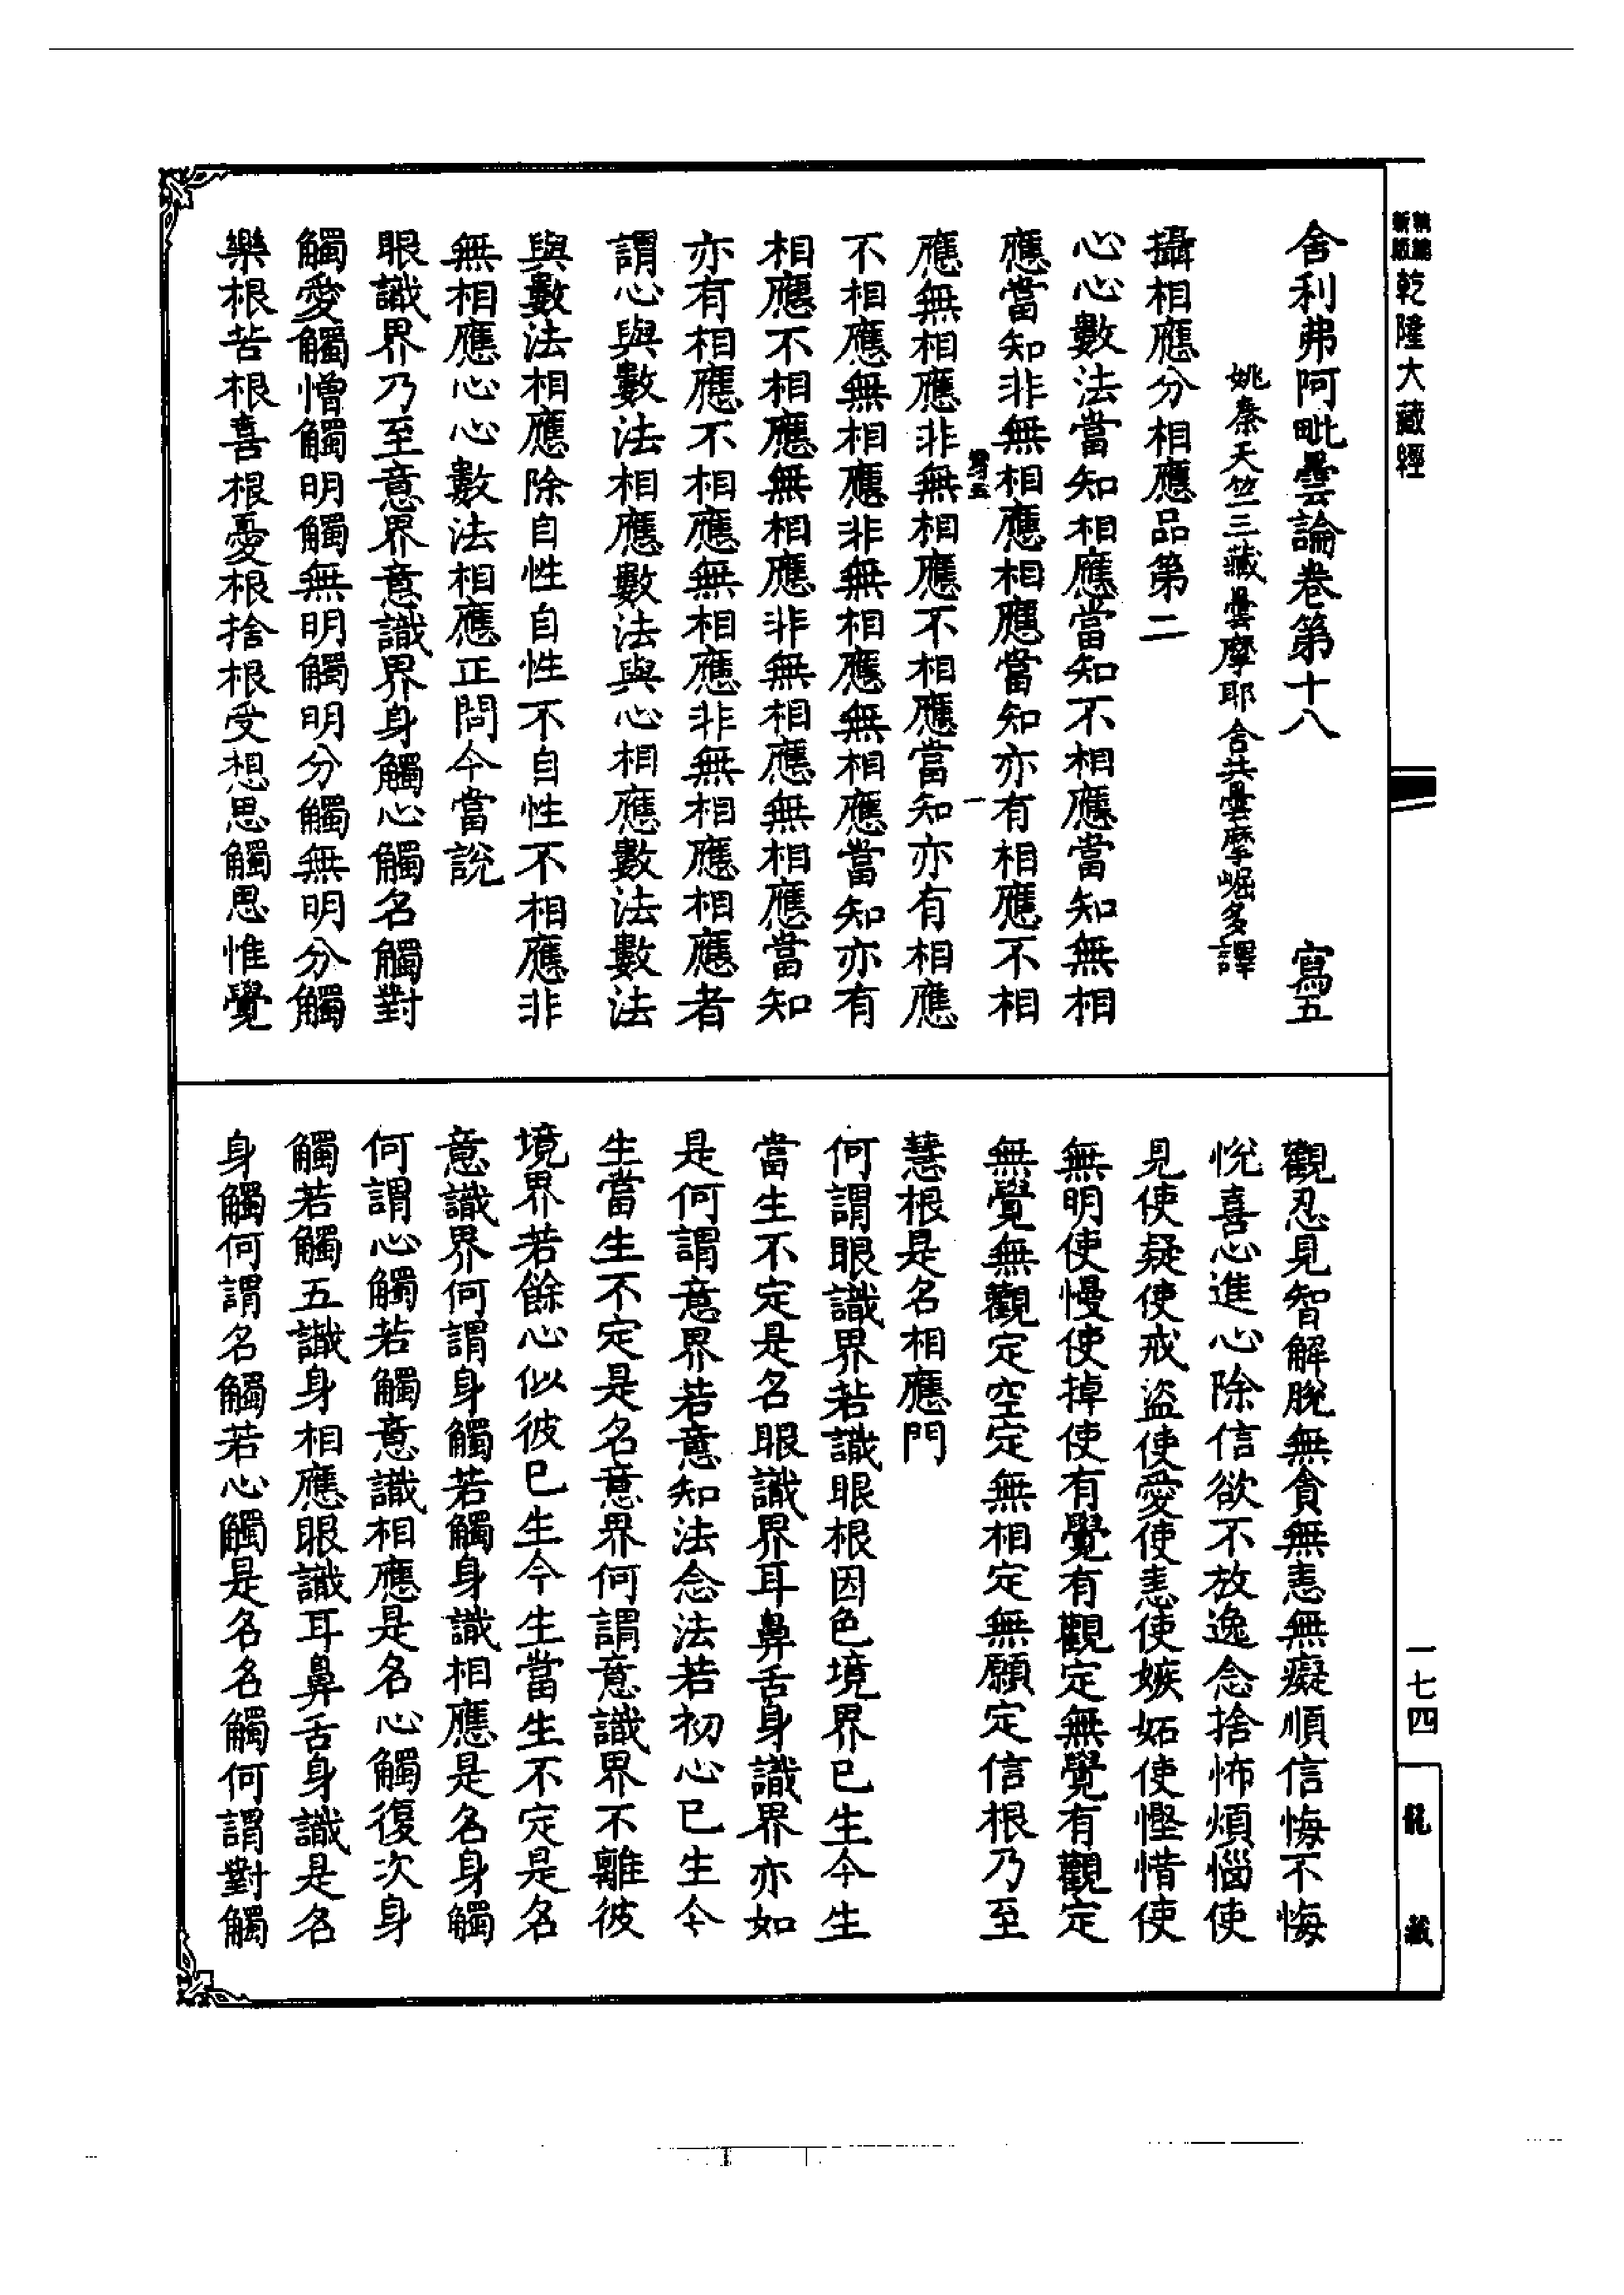 新編
新版
乾隆大藏經
舍利弗阿毗曇論卷第十八　寫五
姚秦天竺三藏曇摩耶舍共曇摩崛多譯
攝相應分相應品第二
心心數法當知相應當知不相應當知無相
應當知非無相應相應當知亦有相應不相
寫五
一
應無相應非無相應不相應當知亦有相應
不相應無相應非無相應無相應當知亦有
相應不相應無相應非無相應無相應當知
亦有相應不相應無相應非無相應相應者
謂心與數法相應數法與心相應數法數法
與數法相應除自性自性不自性不相應非
無相應心心數法相應正問今當說
眼識界乃至意界意識界身觸心觸名觸對
觸愛觸憎觸明觸無明觸明分觸無明分觸
樂根苦根喜根憂根捨根受想思觸思惟覺
觀忍見智解脫無貪無恚無癡順信悔不悔
悅喜心進心除信欲不放逸念捨怖煩惱使
見使疑使戒盜使愛使恚使嫉妬使慳惜使
無明使慢使掉使有覺有觀定無覺有觀定
無覺無觀定空定無相定無願定信根乃至
慧根是名相應門
何謂眼識界若識眼根因色境界已生今生
當生不定是名眼識界耳鼻舌身識界亦如
是何謂意界若意知法念法若初心已生今
生當生不定是名意界何謂意識界不離彼
境界若餘心似彼已生今生當生不定是名
意識界何謂身觸若觸身識相應是名身觸
何謂心觸若觸意識相應是名心觸復次身
觸若觸五識身相應眼識耳鼻舌身識是名
身觸何謂名觸若心觸是名名觸何謂對觸
一七四
龍藏